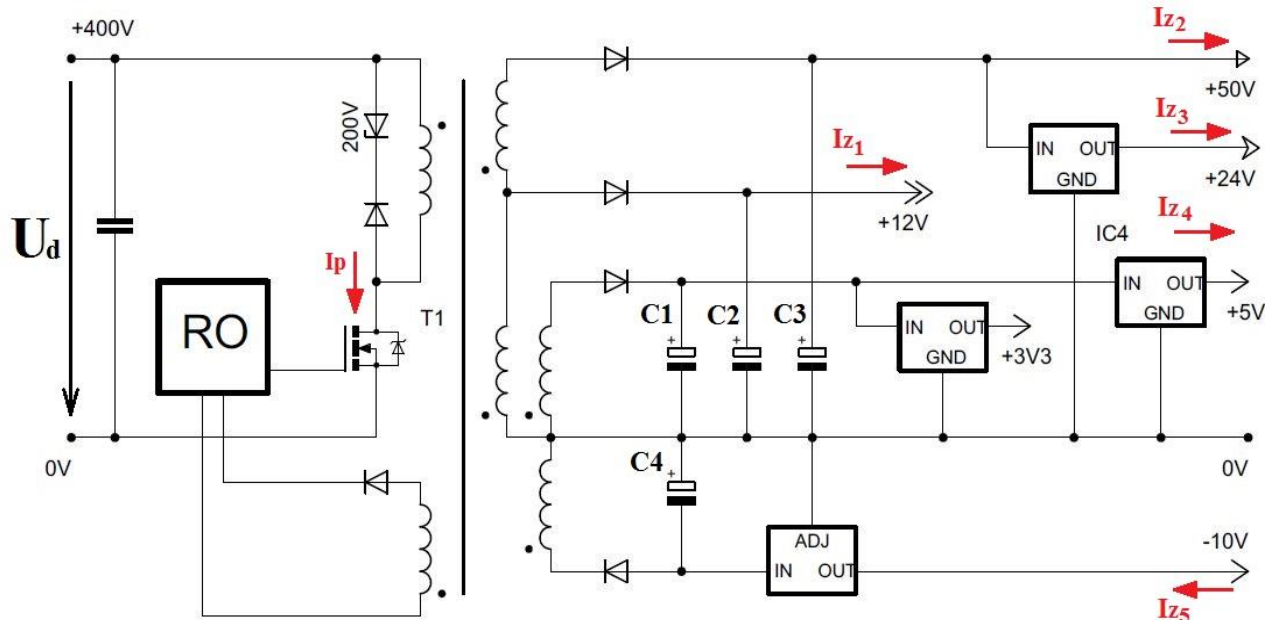 +400V
Iz2
+50V
200V
Iz3
IN OUT
GND
+24V
Iz1
+12V
Ud
Iz4
IC4
IN OUT
GND
+5V
Ip
T1
RO
C1 C2 C3
+ + +
IN OUT
GND
+3V3
0V
0V
C4
+
ADJ
IN OUT
-10V
Iz5